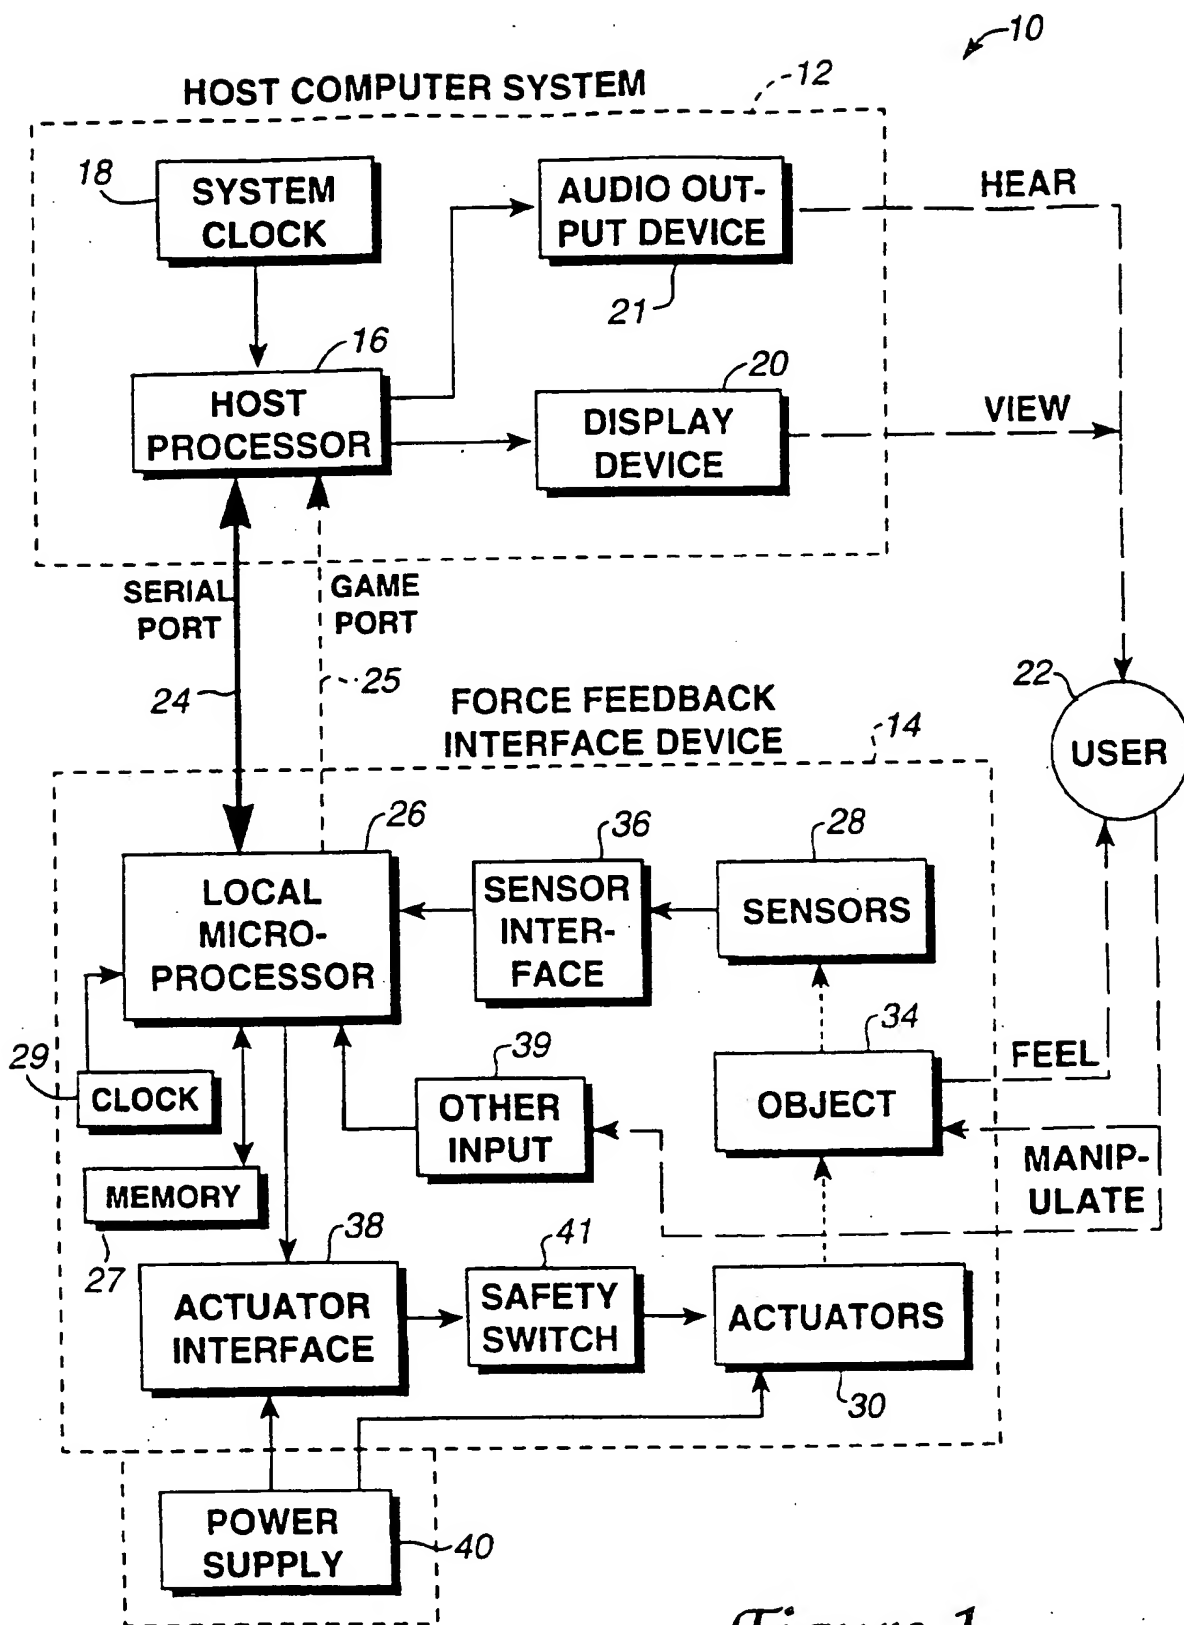 10
HOST COMPUTER SYSTEM
12
18
SYSTEM
CLOCK
AUDIO OUT-
PUT DEVICE
21
HEAR
16
HOST
PROCESSOR
20
DISPLAY
DEVICE
VIEW
SERIAL
PORT
24
GAME
PORT
25
FORCE FEEDBACK
INTERFACE DEVICE
14
22
USER
26
LOCAL
MICRO-
PROCESSOR
36
SENSOR
INTER-
FACE
28
SENSORS
29
CLOCK
39
OTHER
INPUT
34
OBJECT
FEEL
MANIP-
ULATE
MEMORY
27
38
ACTUATOR
INTERFACE
41
SAFETY
SWITCH
ACTUATORS
30
POWER
SUPPLY
40
Figure 1